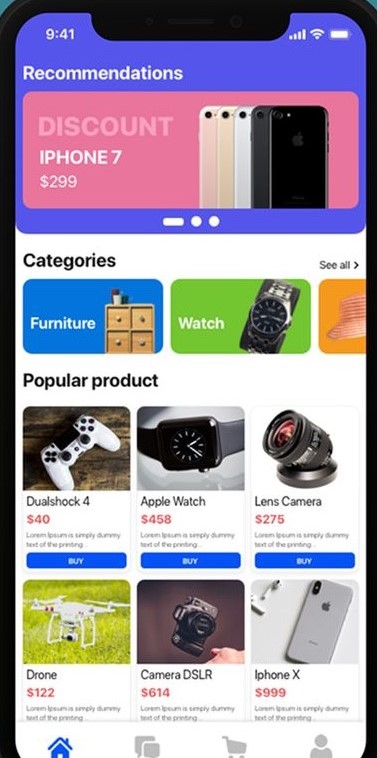 9:41
Recommendations
DISCOUNT
IPHONE 7
$299
Categories
See all >
Furniture
Watch
Popular product
Dualshock 4
$40
Lorem Ipsum is simply dummy
text of the printing ..
BUY
Apple Watch
$458
Lorem Ipsum is simply dummy
text of the printing ..
BUY
Lens Camera
$275
Lorem Ipsum is simply dummy
text of the printing ..
BUY
Drone
$122
Lorem Ipsum is simply dummy
text of the printing ..
Camera DSLR
$614
Lorem Ipsum is simply dummy
text of the printing ..
Iphone X
$999
Lorem Ipsum is simply dummy
text of the printing ..